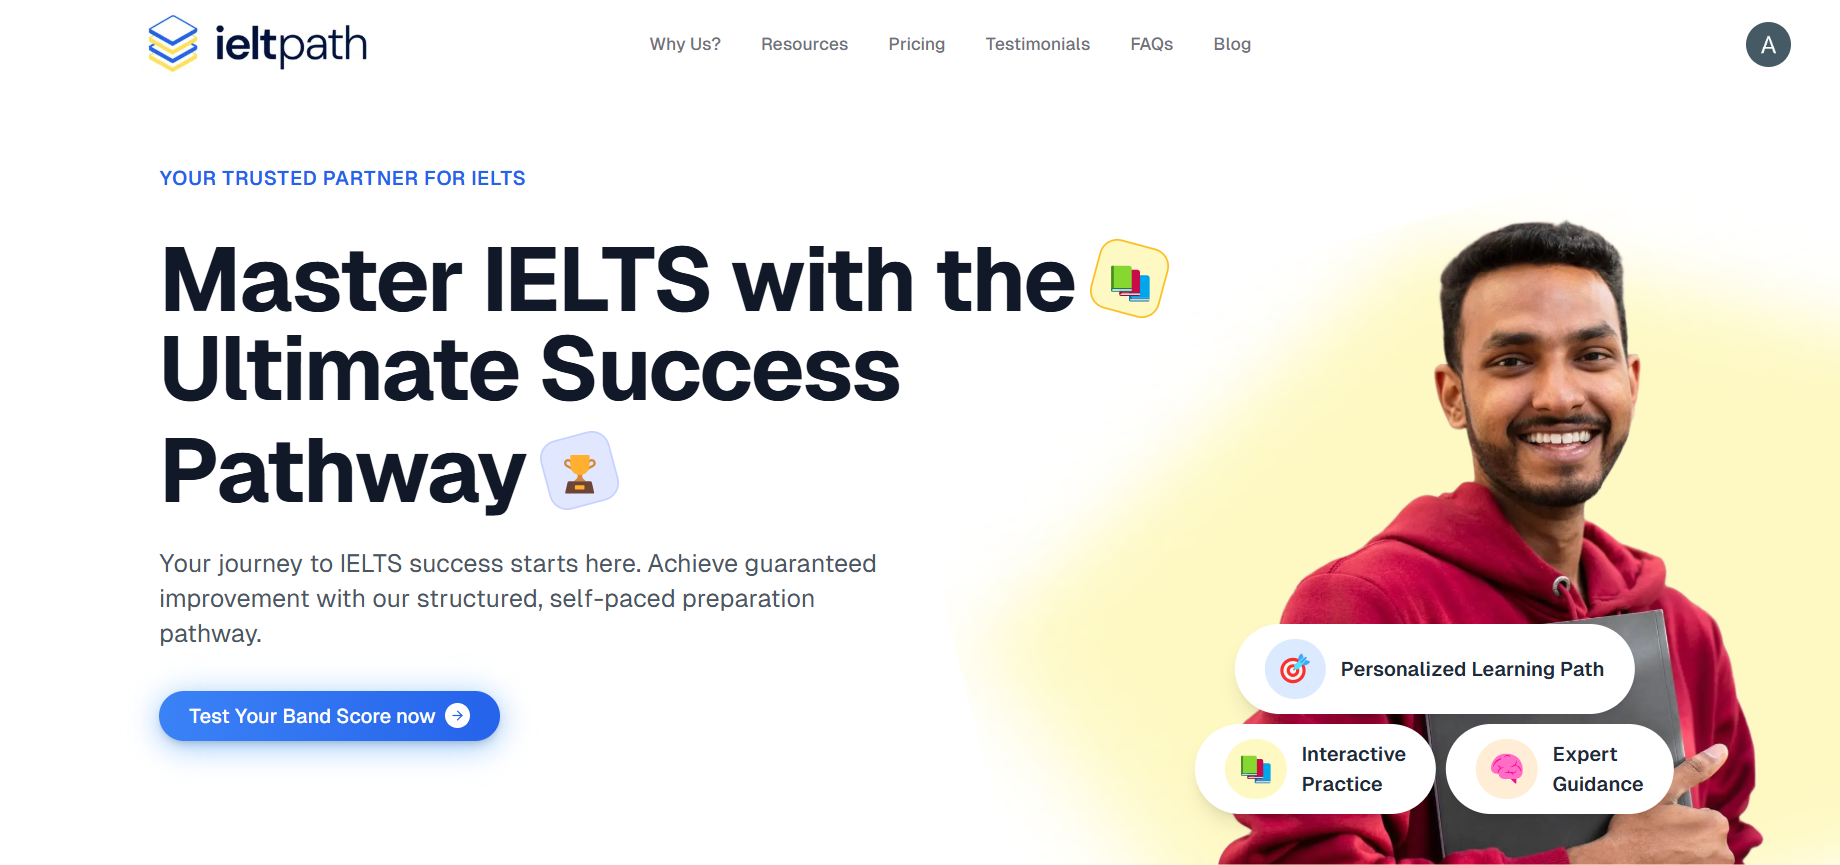 ieltpath
Why Us?
Resources
Pricing
Testimonials
FAQs
Blog
A
YOUR TRUSTED PARTNER FOR IELTS
Master IELTS with the
Ultimate Success
Pathway
Your journey to IELTS success starts here. Achieve guaranteed
improvement with our structured, self-paced preparation
pathway.
Test Your Band Score now
Personalized Learning Path
Interactive
Practice
Expert
Guidance